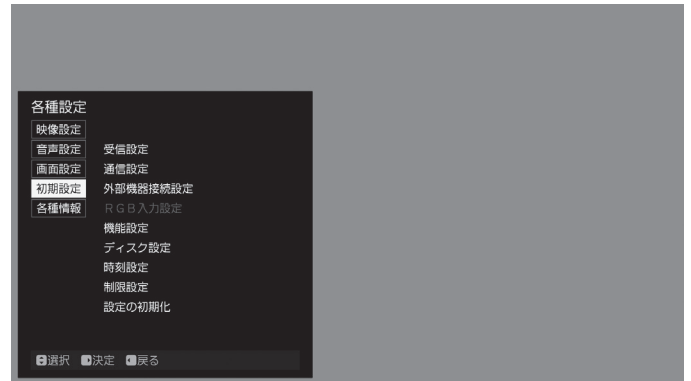 各種設定
映像設定
音声設定 受信設定
画面設定 通信設定
初期設定 外部機器接続設定
各種情報 RGB入力設定
機能設定
ディスク設定
時刻設定
制限設定
設定の初期化
選択 決定 戻る